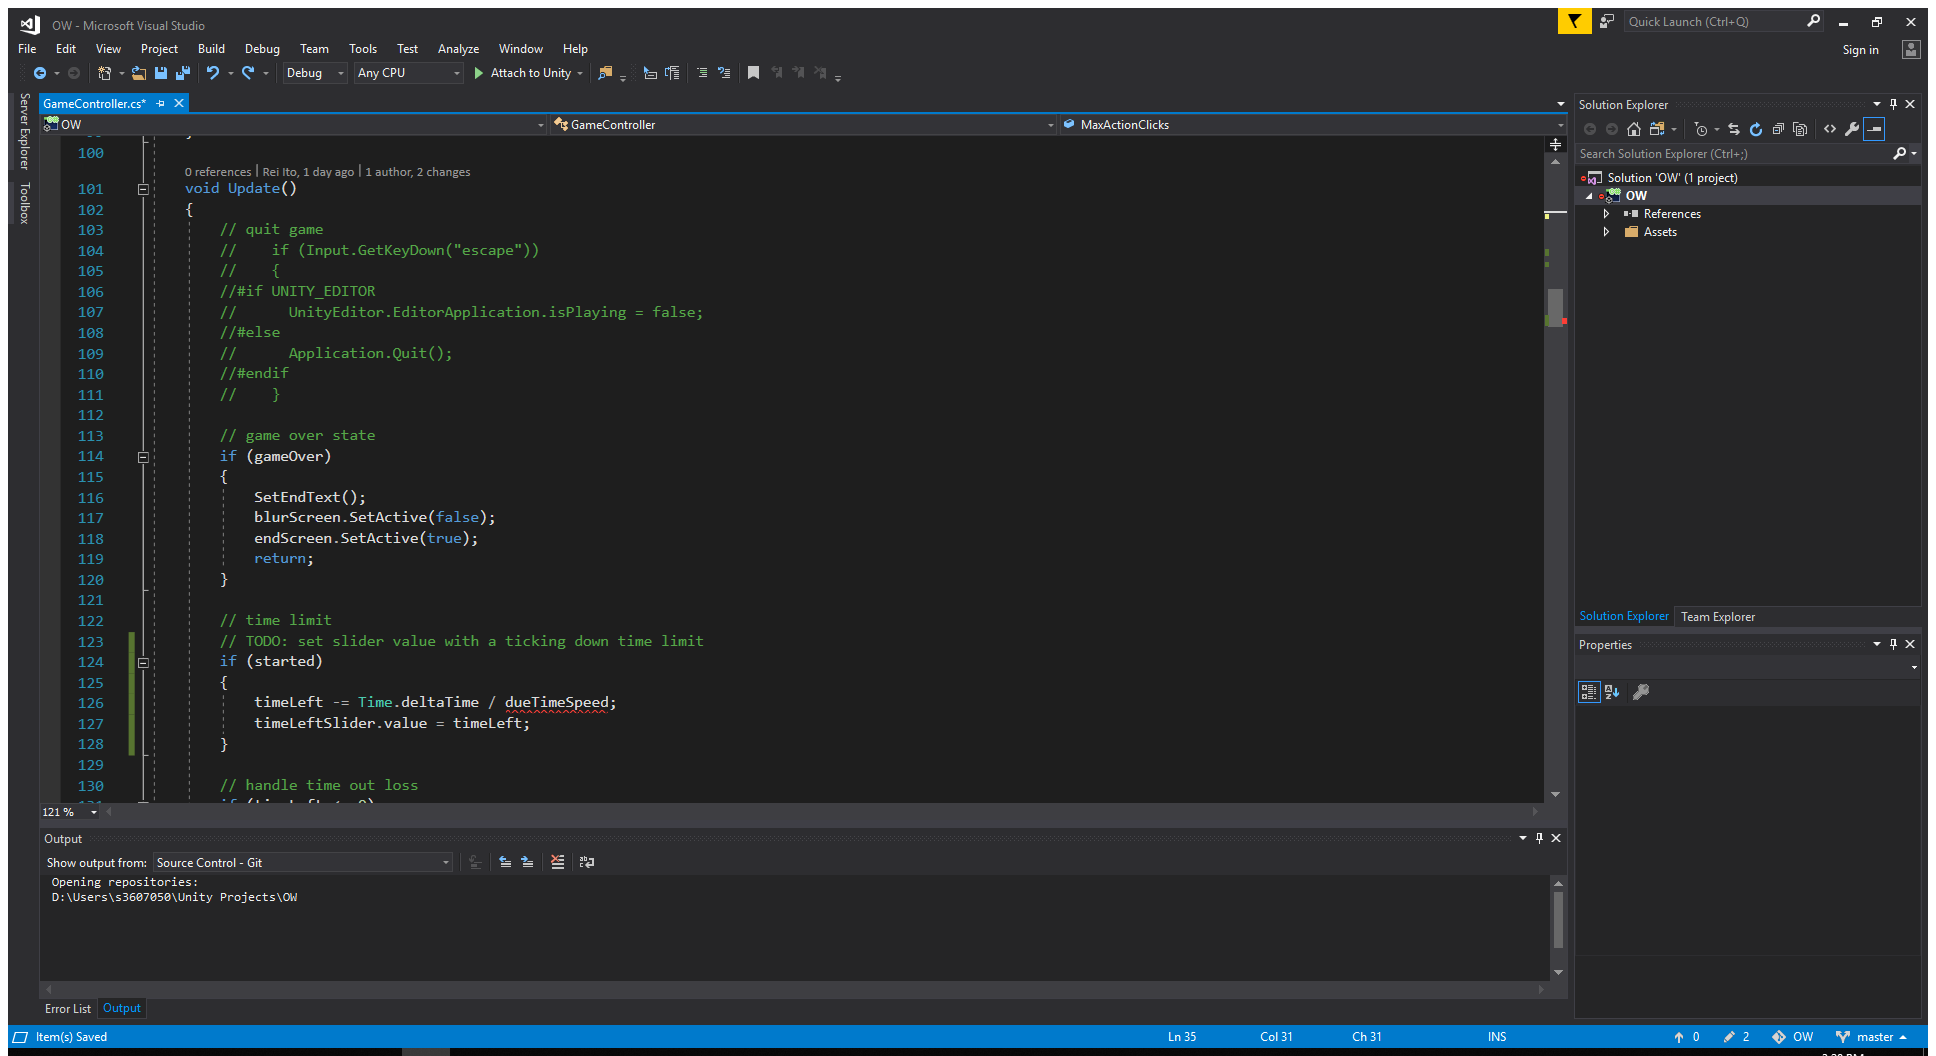 OW - Microsoft Visual Studio
Quick Launch (Ctrl+Q)
File Edit View Project Build Debug Team Tools Test Analyze Window Help
Sign in
Debug Any CPU Attach to Unity
Server Explorer
Toolbox
GameController.cs*
OW GameController MaxActionClicks
100
0 references | Rei Ito, 1 day ago | 1 author, 2 changes
101 void Update()
102 {
103 // quit game
104 //    if (Input.GetKeyDown("escape"))
105 //    {
106 //#if UNITY_EDITOR
107 //      UnityEditor.EditorApplication.isPlaying = false;
108 //#else
109 //      Application.Quit();
110 //#endif
111 //    }
112
113 // game over state
114 if (gameOver)
115 {
116 SetEndText();
117 blurScreen.SetActive(false);
118 endScreen.SetActive(true);
119 return;
120 }
121
122 // time limit
123 // TODO: set slider value with a ticking down time limit
124 if (started)
125 {
126 timeLeft -= Time.deltaTime / dueTimeSpeed;
127 timeLeftSlider.value = timeLeft;
128 }
129
130 // handle time out loss
121 %
Output
Show output from: Source Control - Git
Opening repositories:
D:\Users\s3607050\Unity Projects\OW
Error List Output
Solution Explorer
Search Solution Explorer (Ctrl+;)
Solution 'OW' (1 project)
OW
References
Assets
Solution Explorer Team Explorer
Properties
Item(s) Saved Ln 35 Col 31 Ch 31 INS 0 2 OW master